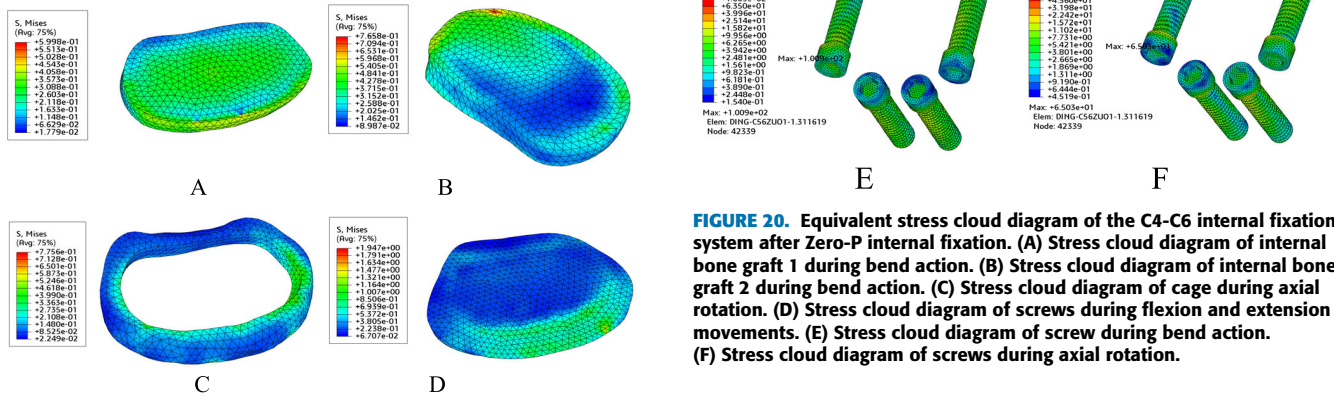 S, Mises
(Avg: 75%)
+5.998e-01
+5.513e-01
+5.028e-01
+4.543e-01
+4.058e-01
+3.573e-01
+3.088e-01
+2.603e-01
+2.118e-01
+1.633e-01
+1.148e-01
+6.629e-02
+1.779e-02
A
S, Mises
(Avg: 75%)
+7.658e-01
+7.094e-01
+6.531e-01
+5.968e-01
+5.405e-01
+4.841e-01
+4.278e-01
+3.715e-01
+3.152e-01
+2.588e-01
+2.025e-01
+1.462e-01
+8.987e-02
B
S, Mises
(Avg: 75%)
+7.756e-01
+7.128e-01
+6.501e-01
+5.873e-01
+5.246e-01
+4.618e-01
+3.990e-01
+3.363e-01
+2.735e-01
+2.108e-01
+1.480e-01
+8.525e-02
+2.249e-02
C
S, Mises
(Avg: 75%)
+1.947e+00
+1.791e+00
+1.634e+00
+1.477e+00
+1.321e+00
+1.164e+00
+1.007e+00
+8.506e-01
+6.939e-01
+5.372e-01
+3.805e-01
+2.238e-01
+6.707e-02
D
+6.350e+01
+3.996e+01
+2.514e+01
+1.582e+01
+9.956e+00
+6.265e+00
+3.942e+00
+2.481e+00
+1.561e+00
+9.823e-01
+6.181e-01
+3.890e-01
+2.448e-01
+1.540e-01
Max: +1.009e+02
Elem: DING-C56ZUO1-1.311619
Node: 42339
Max: +1.009e+02
E
+4.560e+01
+3.198e+01
+2.242e+01
+1.572e+01
+1.102e+01
+7.731e+00
+5.421e+00
+3.801e+00
+2.665e+00
+1.869e+00
+1.311e+00
+9.190e-01
+6.444e-01
+4.519e-01
Max: +6.503e+01
Elem: DING-C56ZUO1-1.311619
Node: 42339
Max: +6.503e+01
F
FIGURE 20. Equivalent stress cloud diagram of the C4-C6 internal fixation
system after Zero-P internal fixation. (A) Stress cloud diagram of internal
bone graft 1 during bend action. (B) Stress cloud diagram of internal bone
graft 2 during bend action. (C) Stress cloud diagram of cage during axial
rotation. (D) Stress cloud diagram of screws during flexion and extension
movements. (E) Stress cloud diagram of screw during bend action.
(F) Stress cloud diagram of screws during axial rotation.